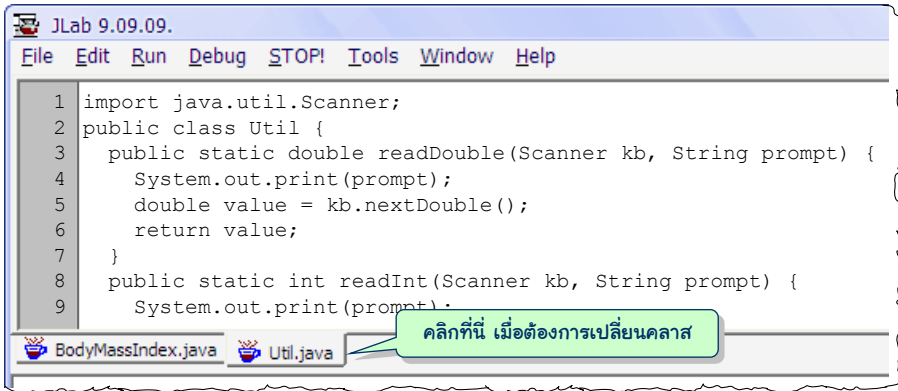 JLab 9.09.09.
File Edit Run Debug STOP! Tools Window Help
1 import java.util.Scanner;
2 public class Util {
3   public static double readDouble(Scanner kb, String prompt) {
4     System.out.print(prompt);
5     double value = kb.nextDouble();
6     return value;
7   }
8   public static int readInt(Scanner kb, String prompt) {
9     System.out.print(prompt);
คลิกที่นี่ เมื่อต้องการเปลี่ยนคลาส
BodyMassIndex.java Util.java